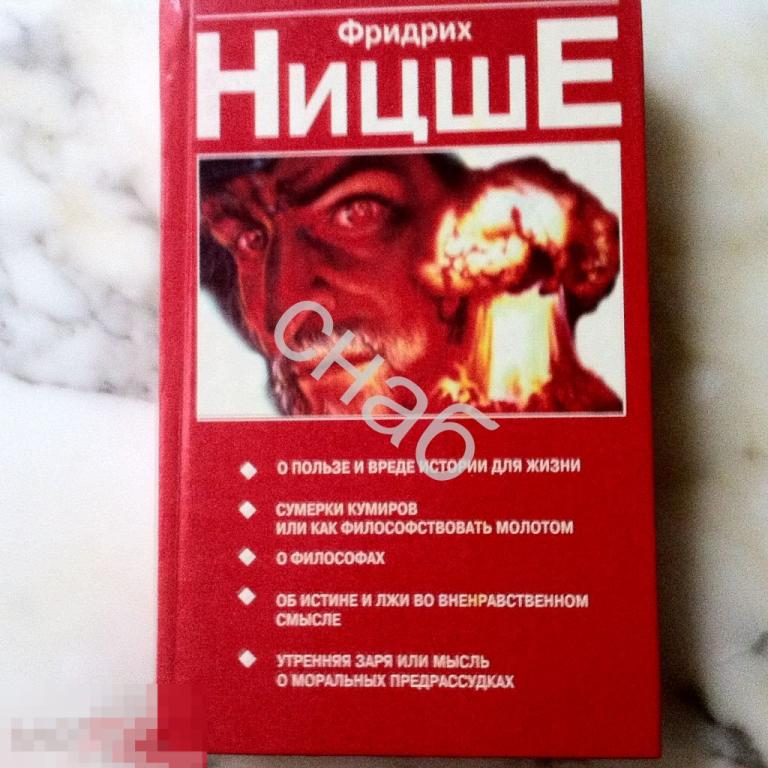 Фридрих
НИЦШЕ
снаб
О ПОЛЬЗЕ И ВРЕДЕ ИСТОРИИ ДЛЯ ЖИЗНИ
СУМЕРКИ КУМИРОВ
ИЛИ КАК ФИЛОСОФСТВОВАТЬ МОЛОТОМ
О ФИЛОСОФАХ
ОБ ИСТИНЕ И ЛЖИ ВО ВНЕНРАВСТВЕННОМ
СМЫСЛЕ
УТРЕННЯЯ ЗАРЯ ИЛИ МЫСЛЬ
О МОРАЛЬНЫХ ПРЕДРАССУДКАХ